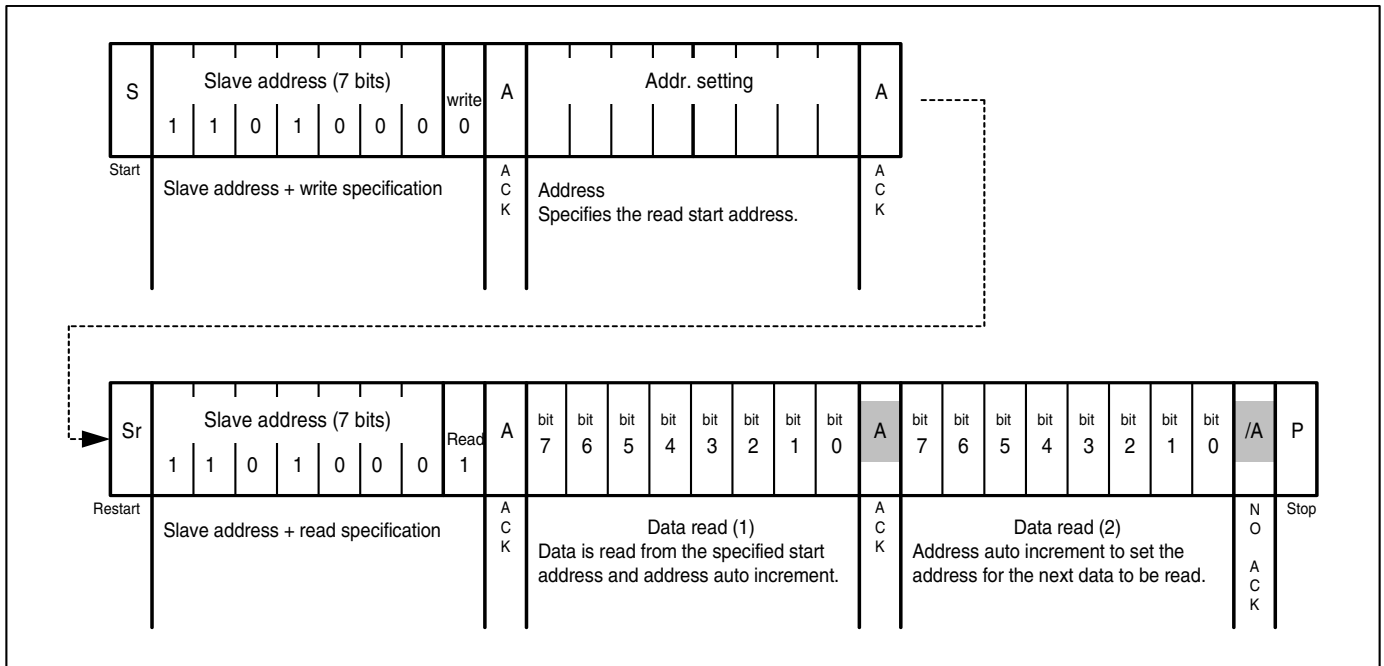 S
Slave address (7 bits)
write
A
Addr. setting
A
1 1 0 1 0 0 0 0
Start
Slave address + write specification
A
C
K
Address
Specifies the read start address.
A
C
K
Sr
Slave address (7 bits)
Read
A
bit bit bit bit bit bit bit bit
7 6 5 4 3 2 1 0
A
bit bit bit bit bit bit bit bit
7 6 5 4 3 2 1 0
/A
P
1 1 0 1 0 0 0 1
Restart
Slave address + read specification
A
C
K
Data read (1)
Data is read from the specified start
address and address auto increment.
A
C
K
Data read (2)
Address auto increment to set the
address for the next data to be read.
N
O
A
C
K
Stop